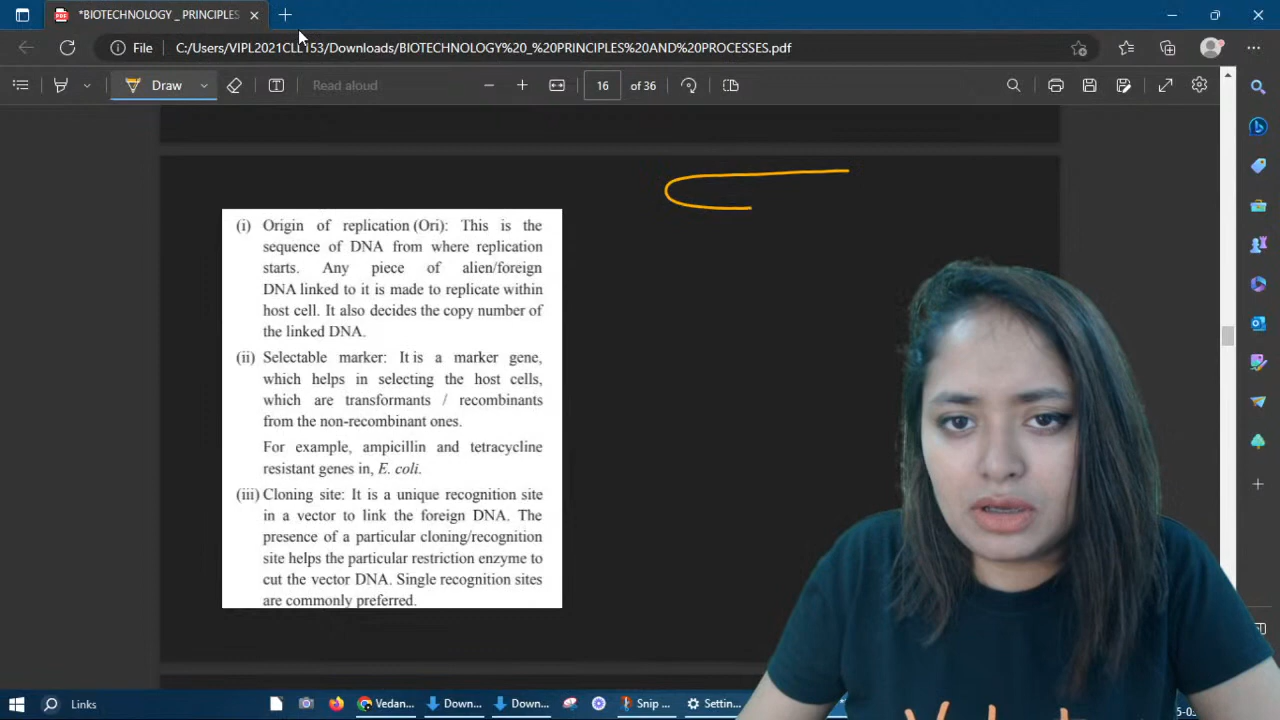 *BIOTECHNOLOGY _ PRINCIPLES
File C:/Users/VIPL2021CLL153/Downloads/BIOTECHNOLOGY%20_%20PRINCIPLES%20AND%20PROCESSES.pdf
Draw Read aloud 16 of 36
(i) Origin of replication (Ori): This is the
sequence of DNA from where replication
starts. Any piece of alien/foreign
DNA linked to it is made to replicate within
host cell. It also decides the copy number of
the linked DNA.
(ii) Selectable marker: It is a marker gene,
which helps in selecting the host cells,
which are transformants / recombinants
from the non-recombinant ones.
For example, ampicillin and tetracycline
resistant genes in, E. coli.
(iii) Cloning site: It is a unique recognition site
in a vector to link the foreign DNA. The
presence of a particular cloning/recognition
site helps the particular restriction enzyme to
cut the vector DNA. Single recognition sites
are commonly preferred.
Links Vedan... Down... Down... Snip ... Settin...